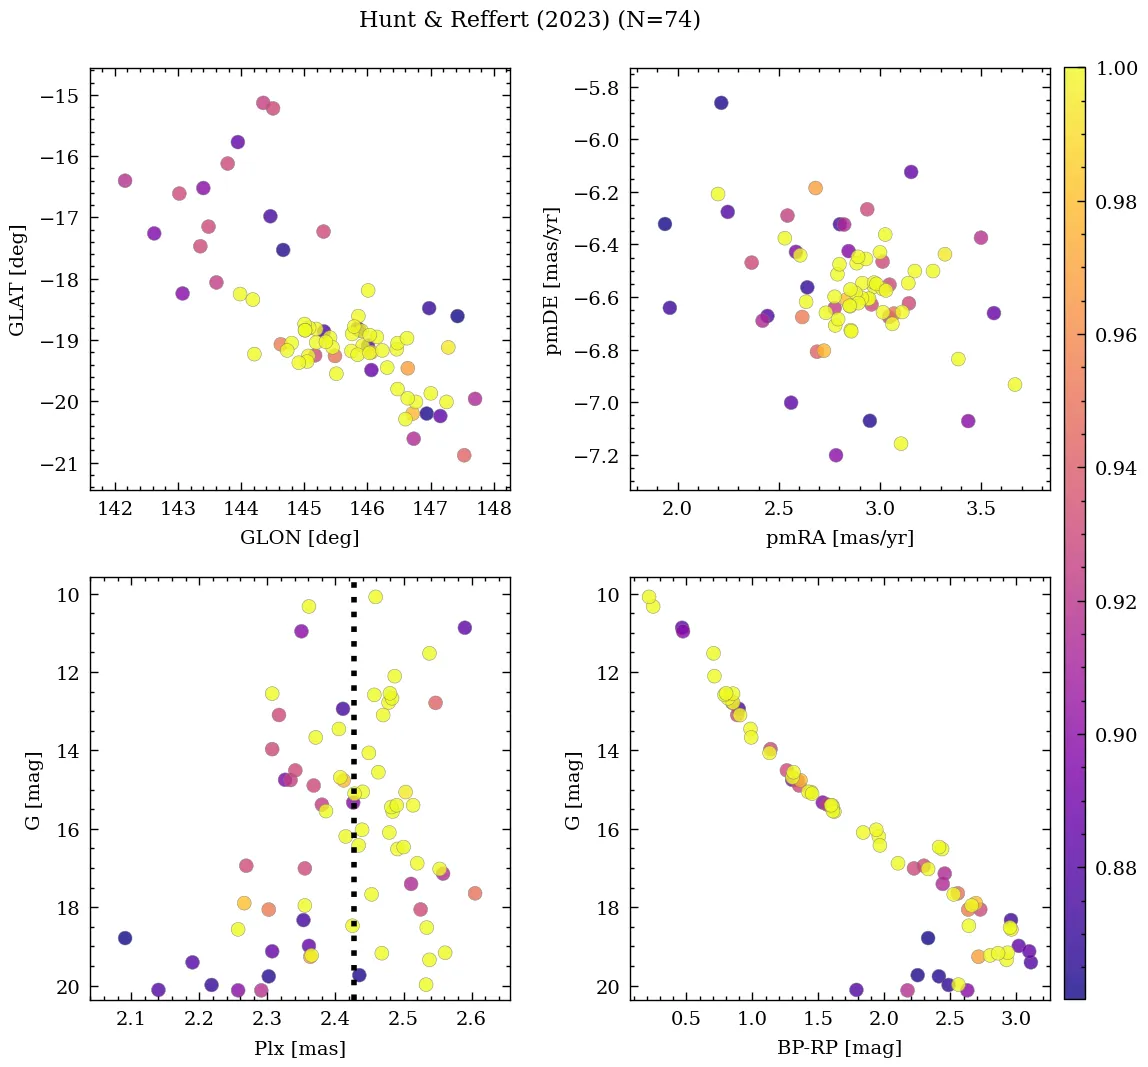 Hunt & Reffert (2023) (N=74)
−15
−16
−17
−18
−19
−20
−21
GLAT [deg]
142 143 144 145 146 147 148
GLON [deg]
−5.8
−6.0
−6.2
−6.4
−6.6
−6.8
−7.0
−7.2
pmDE [mas/yr]
2.0 2.5 3.0 3.5
pmRA [mas/yr]
10
12
14
16
18
20
G [mag]
2.1 2.2 2.3 2.4 2.5 2.6
Plx [mas]
10
12
14
16
18
20
G [mag]
0.5 1.0 1.5 2.0 2.5 3.0
BP-RP [mag]
1.00
0.98
0.96
0.94
0.92
0.90
0.88